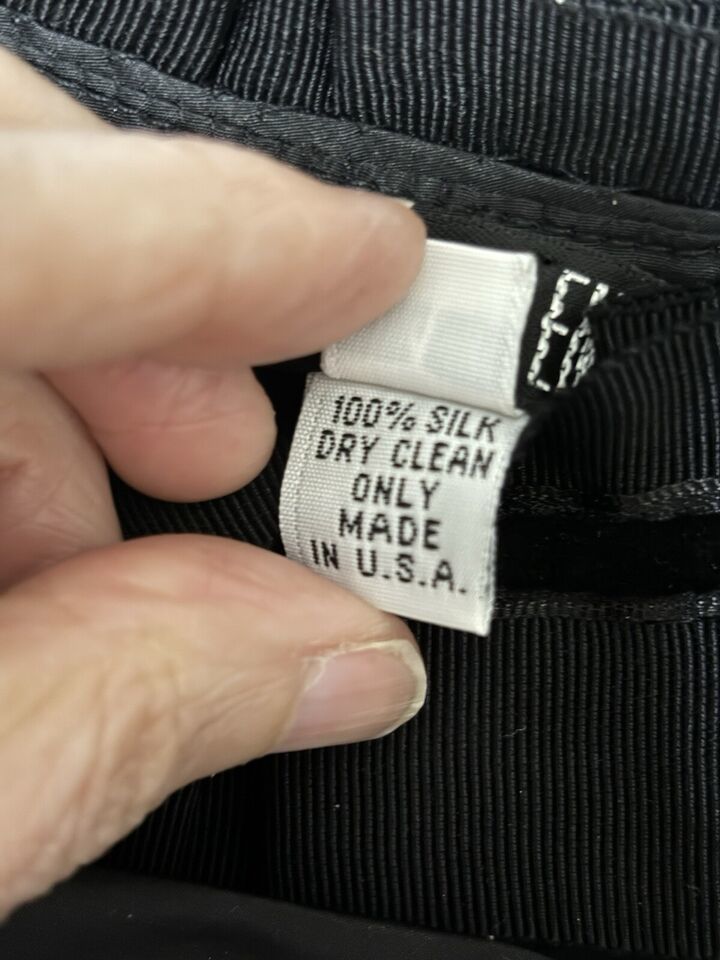 100% SILK
DRY CLEAN
ONLY
MADE
IN U.S.A.